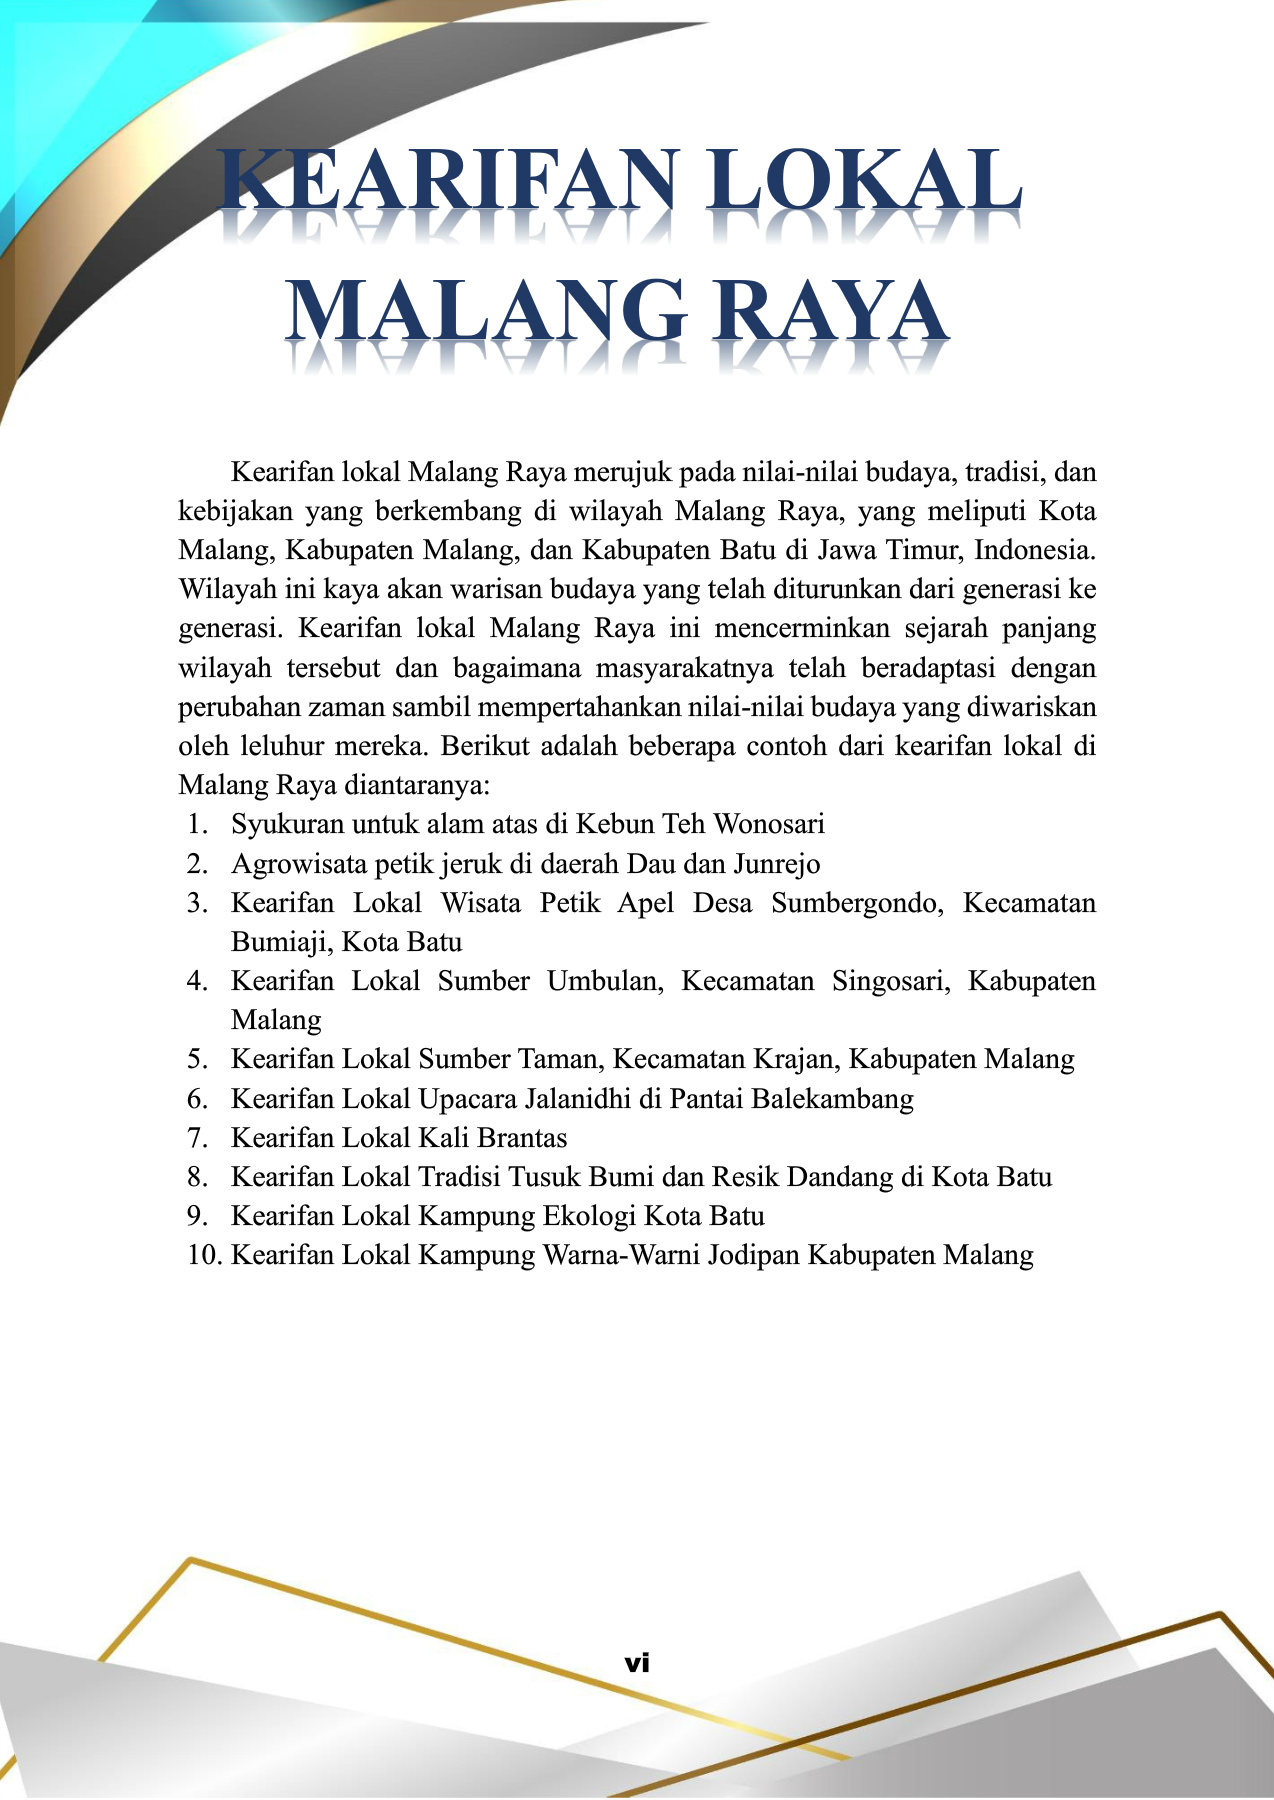 KEARIFAN LOKAL
MALANG RAYA
Kearifan lokal Malang Raya merujuk pada nilai-nilai budaya, tradisi, dan
kebijakan yang berkembang di wilayah Malang Raya, yang meliputi Kota
Malang, Kabupaten Malang, dan Kabupaten Batu di Jawa Timur, Indonesia.
Wilayah ini kaya akan warisan budaya yang telah diturunkan dari generasi ke
generasi. Kearifan lokal Malang Raya ini mencerminkan sejarah panjang
wilayah tersebut dan bagaimana masyarakatnya telah beradaptasi dengan
perubahan zaman sambil mempertahankan nilai-nilai budaya yang diwariskan
oleh leluhur mereka. Berikut adalah beberapa contoh dari kearifan lokal di
Malang Raya diantaranya:
1. Syukuran untuk alam atas di Kebun Teh Wonosari
2. Agrowisata petik jeruk di daerah Dau dan Junrejo
3. Kearifan Lokal Wisata Petik Apel Desa Sumbergondo, Kecamatan
Bumiaji, Kota Batu
4. Kearifan Lokal Sumber Umbulan, Kecamatan Singosari, Kabupaten
Malang
5. Kearifan Lokal Sumber Taman, Kecamatan Krajan, Kabupaten Malang
6. Kearifan Lokal Upacara Jalanidhi di Pantai Balekambang
7. Kearifan Lokal Kali Brantas
8. Kearifan Lokal Tradisi Tusuk Bumi dan Resik Dandang di Kota Batu
9. Kearifan Lokal Kampung Ekologi Kota Batu
10. Kearifan Lokal Kampung Warna-Warni Jodipan Kabupaten Malang
vi